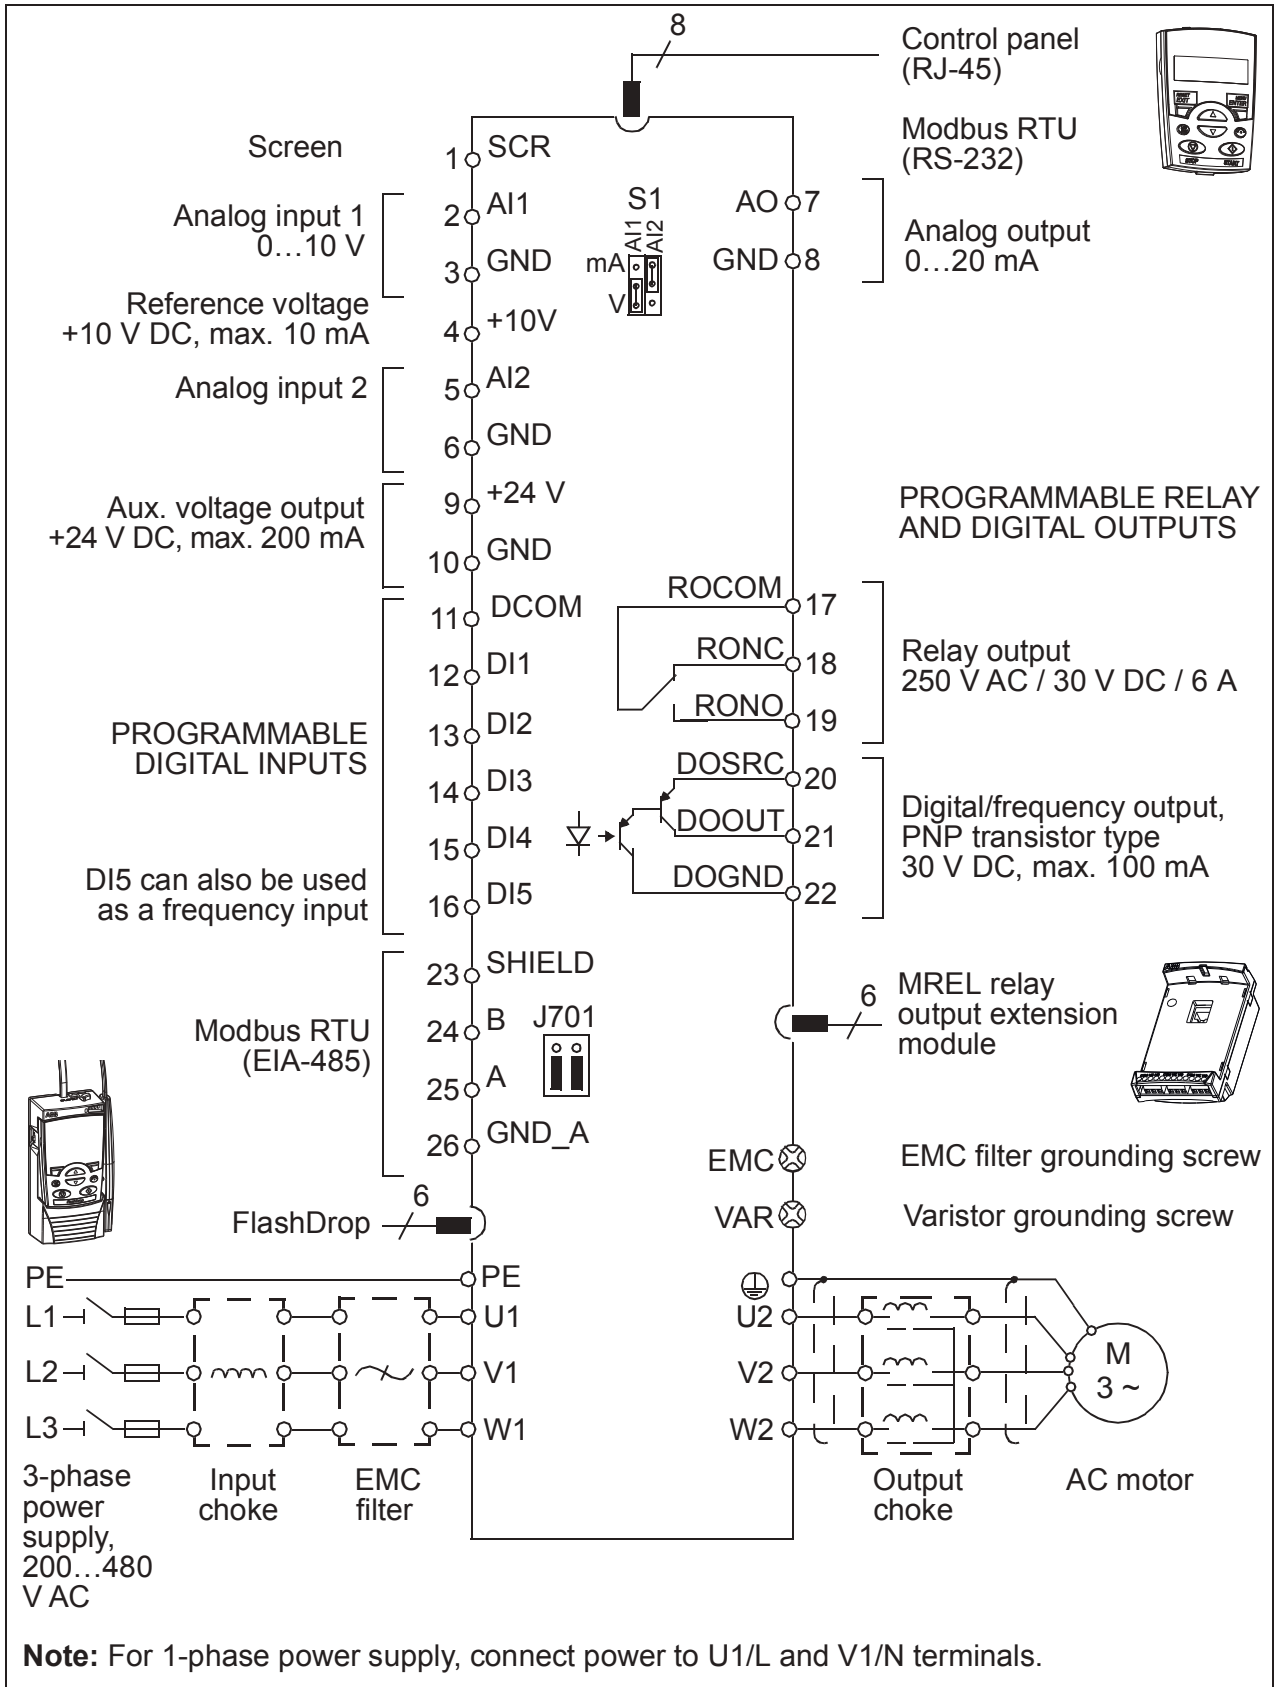 8
Control panel
(RJ-45)
Modbus RTU
(RS-232)
Screen
1 SCR
Analog input 1
0…10 V
2 AI1
3 GND
S1
AI1
AI2
mA
V
AO 7
GND 8
Analog output
0…20 mA
Reference voltage
+10 V DC, max. 10 mA
4 +10V
Analog input 2
5 AI2
6 GND
Aux. voltage output
+24 V DC, max. 200 mA
9 +24 V
10 GND
PROGRAMMABLE RELAY
AND DIGITAL OUTPUTS
11 DCOM
12 DI1
PROGRAMMABLE
DIGITAL INPUTS
13 DI2
14 DI3
15 DI4
DI5 can also be used
as a frequency input
16 DI5
ROCOM 17
RONC 18
RONO 19
Relay output
250 V AC / 30 V DC / 6 A
DOSRC 20
DOOUT 21
DOGND 22
Digital/frequency output,
PNP transistor type
30 V DC, max. 100 mA
23 SHIELD
Modbus RTU
(EIA-485)
24 B
J701
25 A
26 GND_A
6
MREL relay
output extension
module
EMC
EMC filter grounding screw
VAR
Varistor grounding screw
FlashDrop
6
PE
PE
L1
U1
U2
L2
V1
V2
L3
W1
W2
M
3 ~
3-phase
power
supply,
200…480
V AC
Input
choke
EMC
filter
Output
choke
AC motor
Note: For 1-phase power supply, connect power to U1/L and V1/N terminals.
EXIT
ENTER
STOP
START
ABB